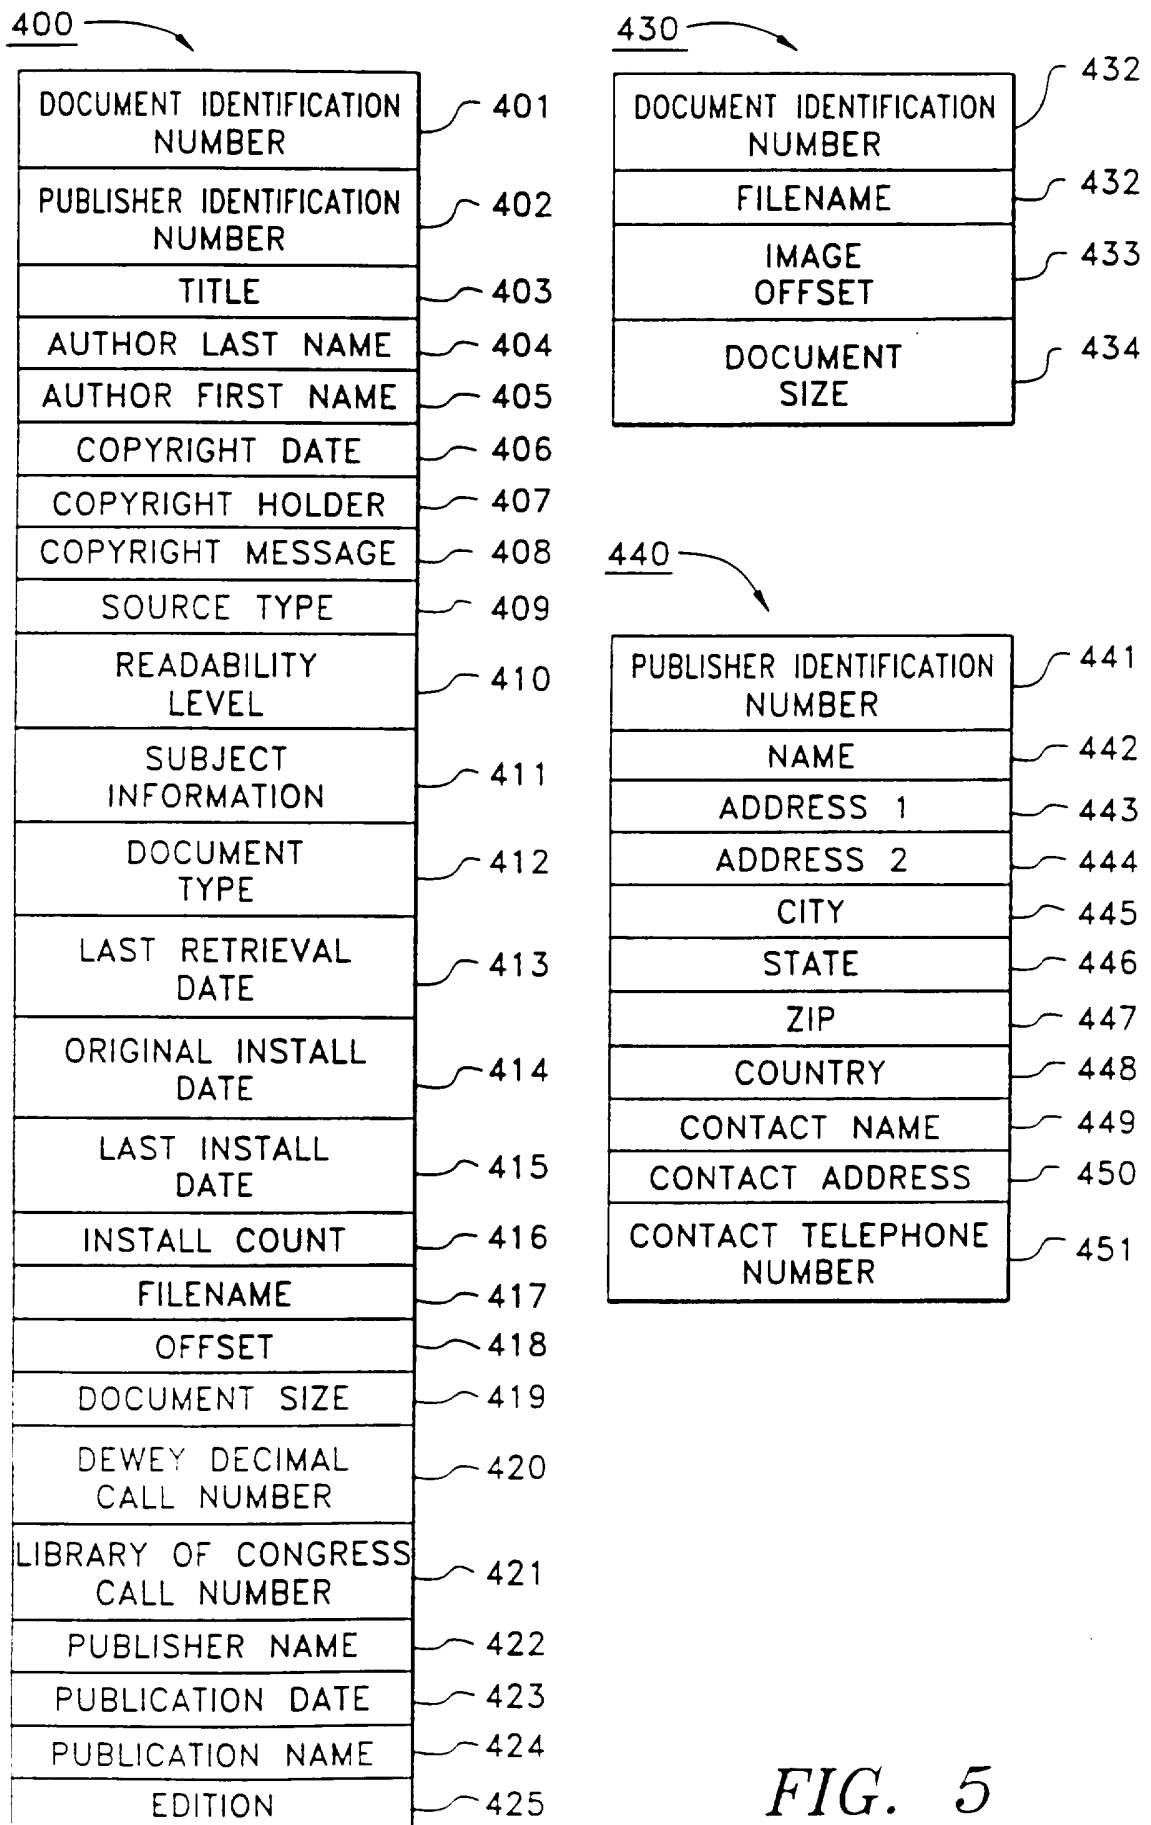 400
DOCUMENT IDENTIFICATION
NUMBER
401
PUBLISHER IDENTIFICATION
NUMBER
402
TITLE
403
AUTHOR LAST NAME
404
AUTHOR FIRST NAME
405
COPYRIGHT DATE
406
COPYRIGHT HOLDER
407
COPYRIGHT MESSAGE
408
SOURCE TYPE
409
READABILITY
LEVEL
410
SUBJECT
INFORMATION
411
DOCUMENT
TYPE
412
LAST RETRIEVAL
DATE
413
ORIGINAL INSTALL
DATE
414
LAST INSTALL
DATE
415
INSTALL COUNT
416
FILENAME
417
OFFSET
418
DOCUMENT SIZE
419
DEWEY DECIMAL
CALL NUMBER
420
LIBRARY OF CONGRESS
CALL NUMBER
421
PUBLISHER NAME
422
PUBLICATION DATE
423
PUBLICATION NAME
424
EDITION
425
430
DOCUMENT IDENTIFICATION
NUMBER
432
FILENAME
432
IMAGE
OFFSET
433
DOCUMENT
SIZE
434
440
PUBLISHER IDENTIFICATION
NUMBER
441
NAME
442
ADDRESS 1
443
ADDRESS 2
444
CITY
445
STATE
446
ZIP
447
COUNTRY
448
CONTACT NAME
449
CONTACT ADDRESS
450
CONTACT TELEPHONE
NUMBER
451
FIG. 5